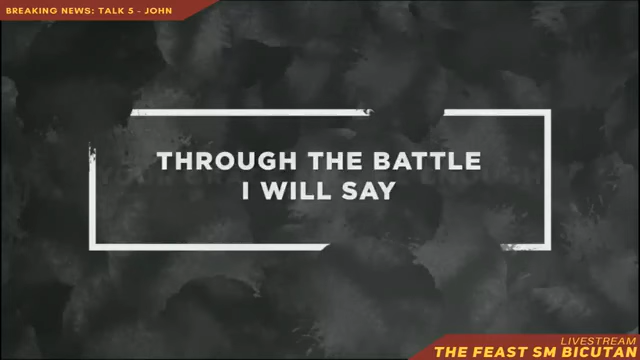 BREAKING NEWS: TALK 5 - JOHN
THROUGH THE BATTLE
I WILL SAY
LIVESTREAM
THE FEAST SM BICUTAN